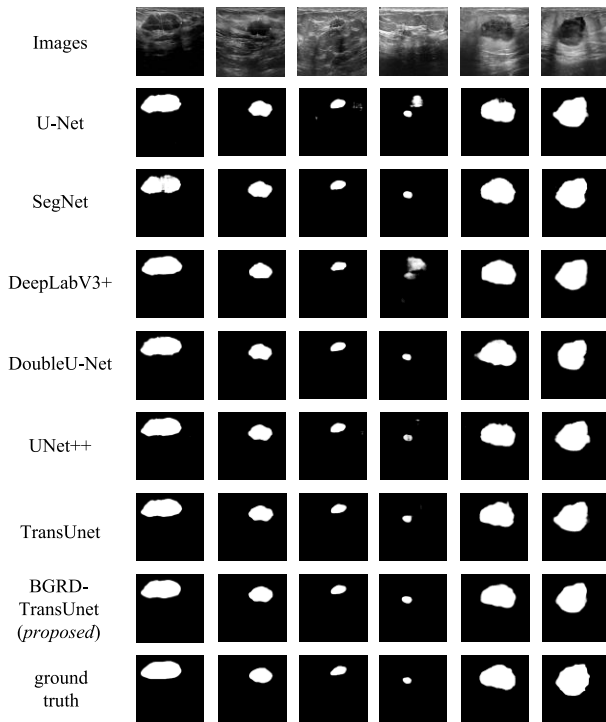 Images
U-Net
SegNet
DeepLabV3+
DoubleU-Net
UNet++
TransUnet
BGRD-
TransUnet
(proposed)
ground
truth